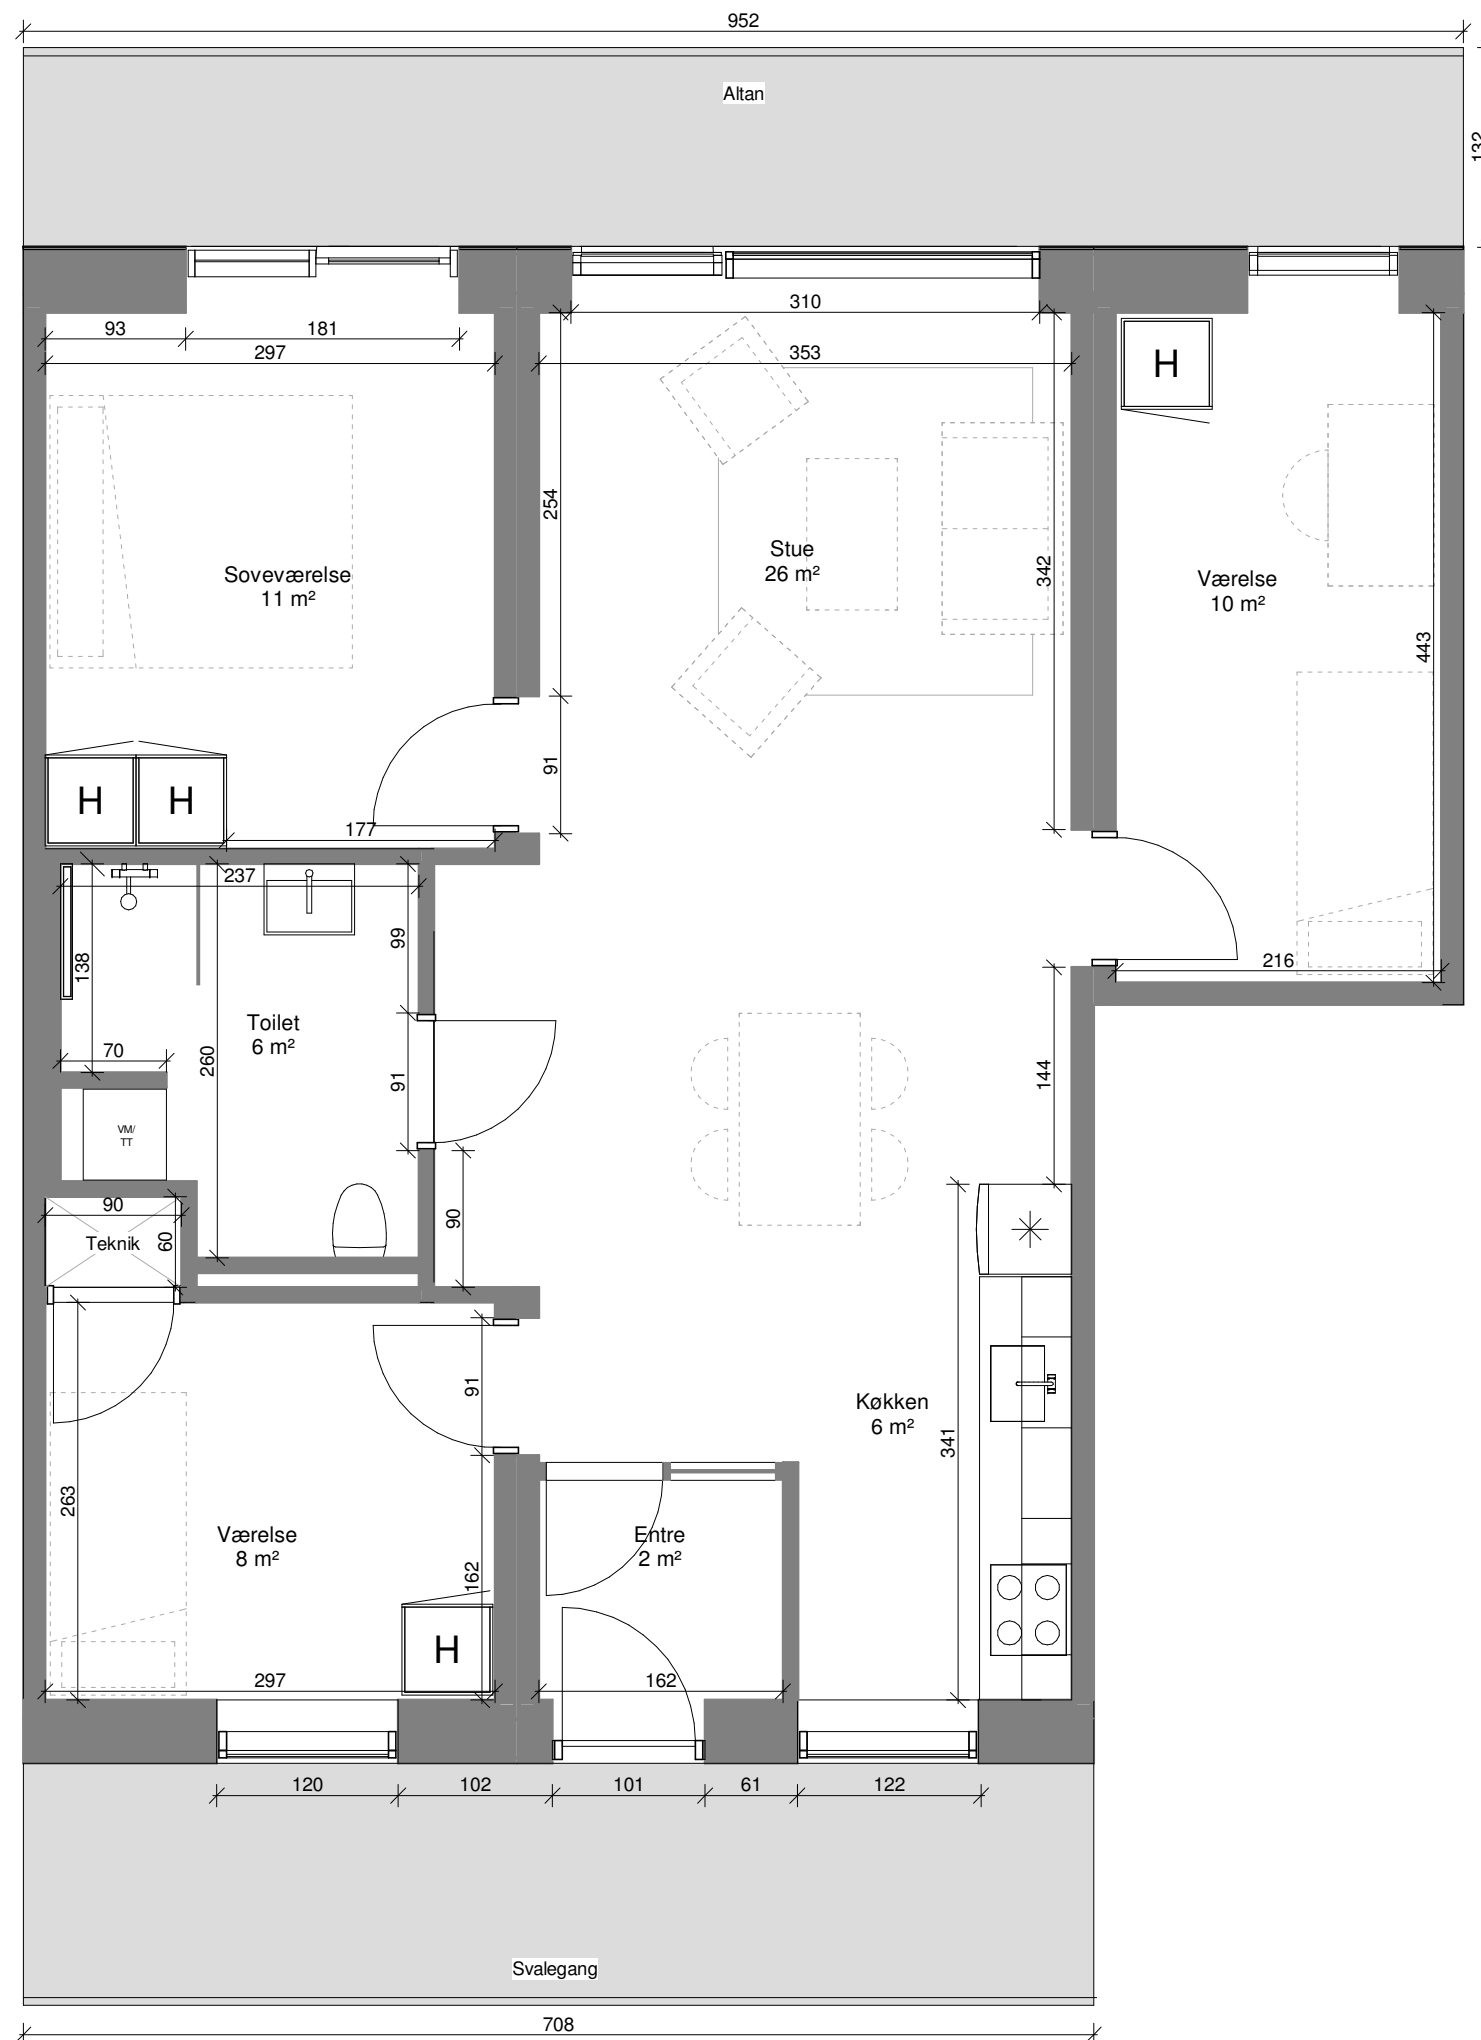 952
Altan
132
310
93
181
297
353
H
254
342
Stue
26 m²
Soveværelse
11 m²
Værelse
10 m²
443
91
H
H
177
237
99
138
216
Toilet
6 m²
260
70
91
144
VM/
TT
90
90
60
Teknik
91
Køkken
6 m²
341
263
Værelse
8 m²
Entre
2 m²
162
H
297
162
120
102
101
61
122
Svalegang
708